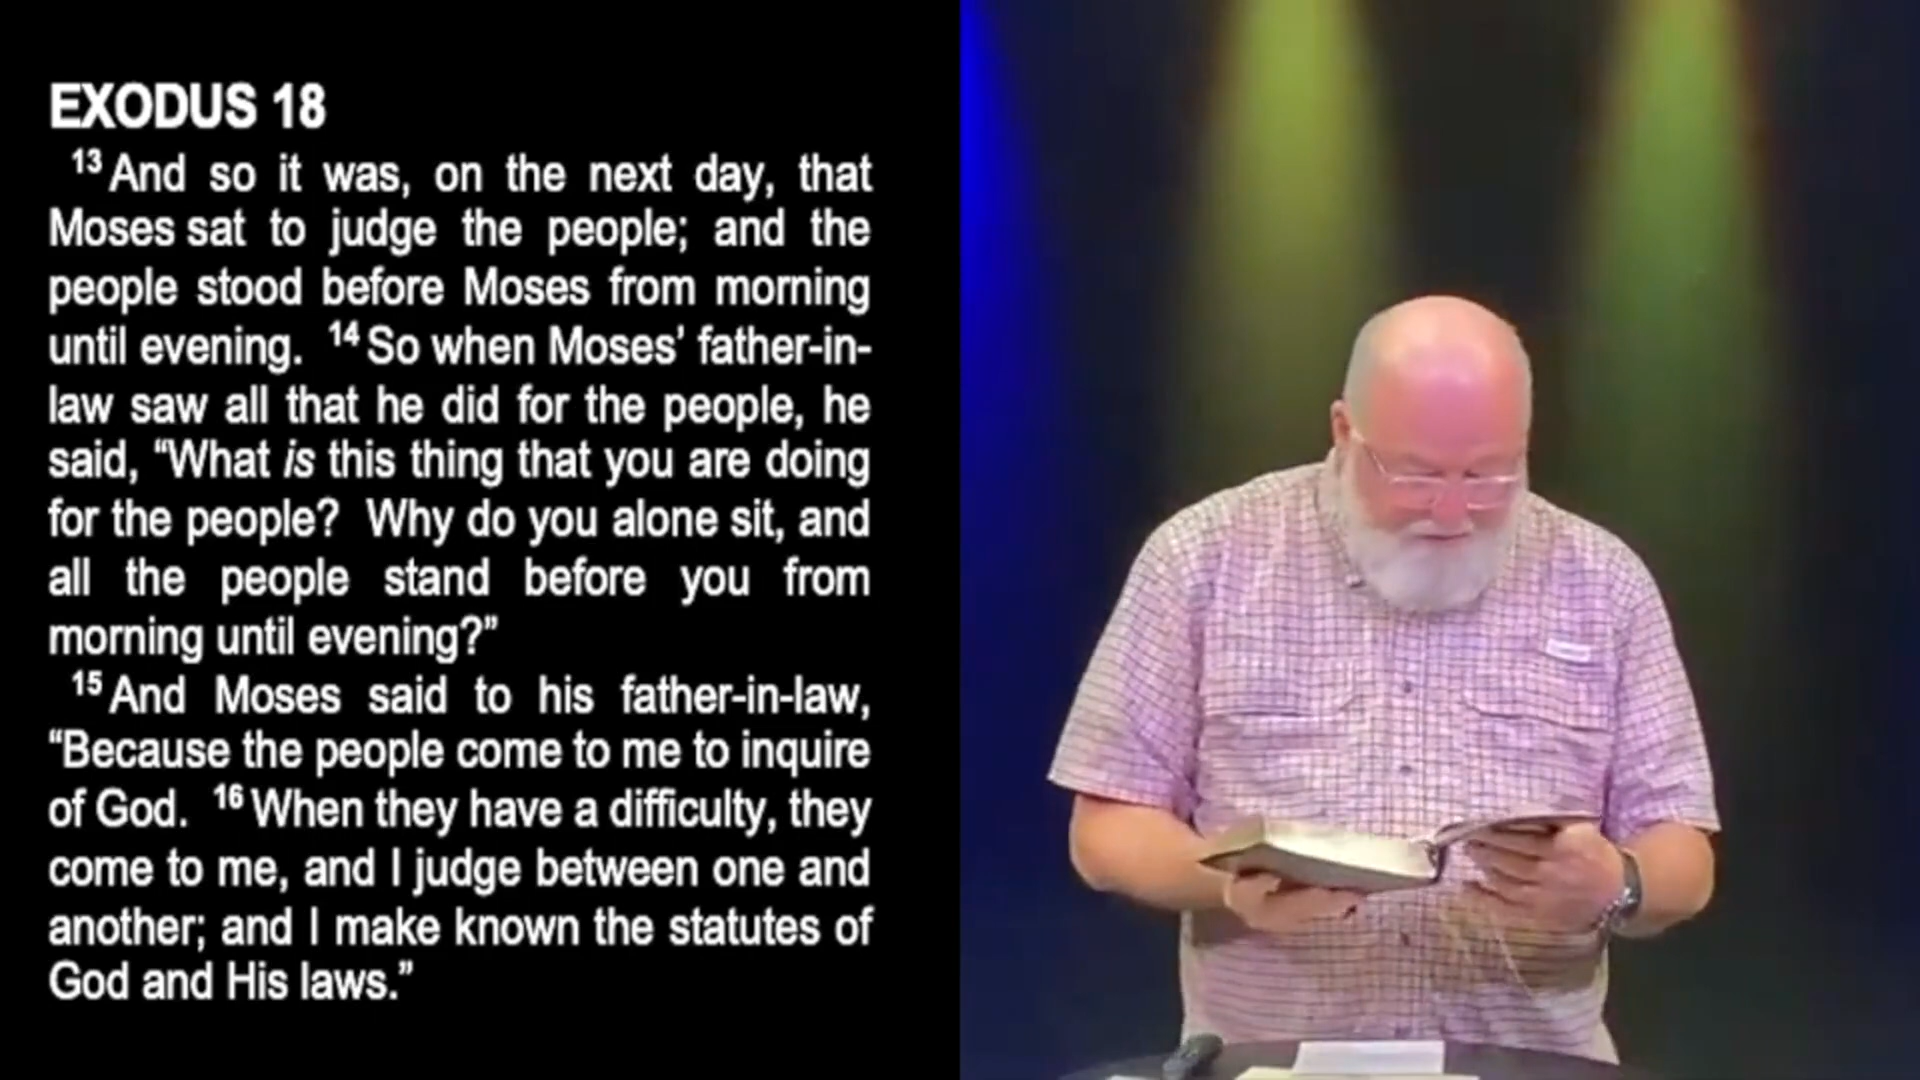 EXODUS 18
13 And so it was, on the next day, that
Moses sat to judge the people; and the
people stood before Moses from morning
until evening. 14 So when Moses’ father-in-
law saw all that he did for the people, he
said, “What is this thing that you are doing
for the people? Why do you alone sit, and
all the people stand before you from
morning until evening?”
15 And Moses said to his father-in-law,
“Because the people come to me to inquire
of God. 16 When they have a difficulty, they
come to me, and I judge between one and
another; and I make known the statutes of
God and His laws.”